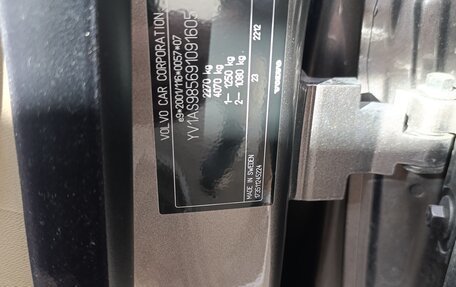 VOLVO CAR CORPORATION
e9*2001/116*0057*07
YV1AS985691091605
2270 kg
4070 kg
1— 1250 kg
2— 1080 kg
23 2212
VOLVO
MADE IN SWEDEN